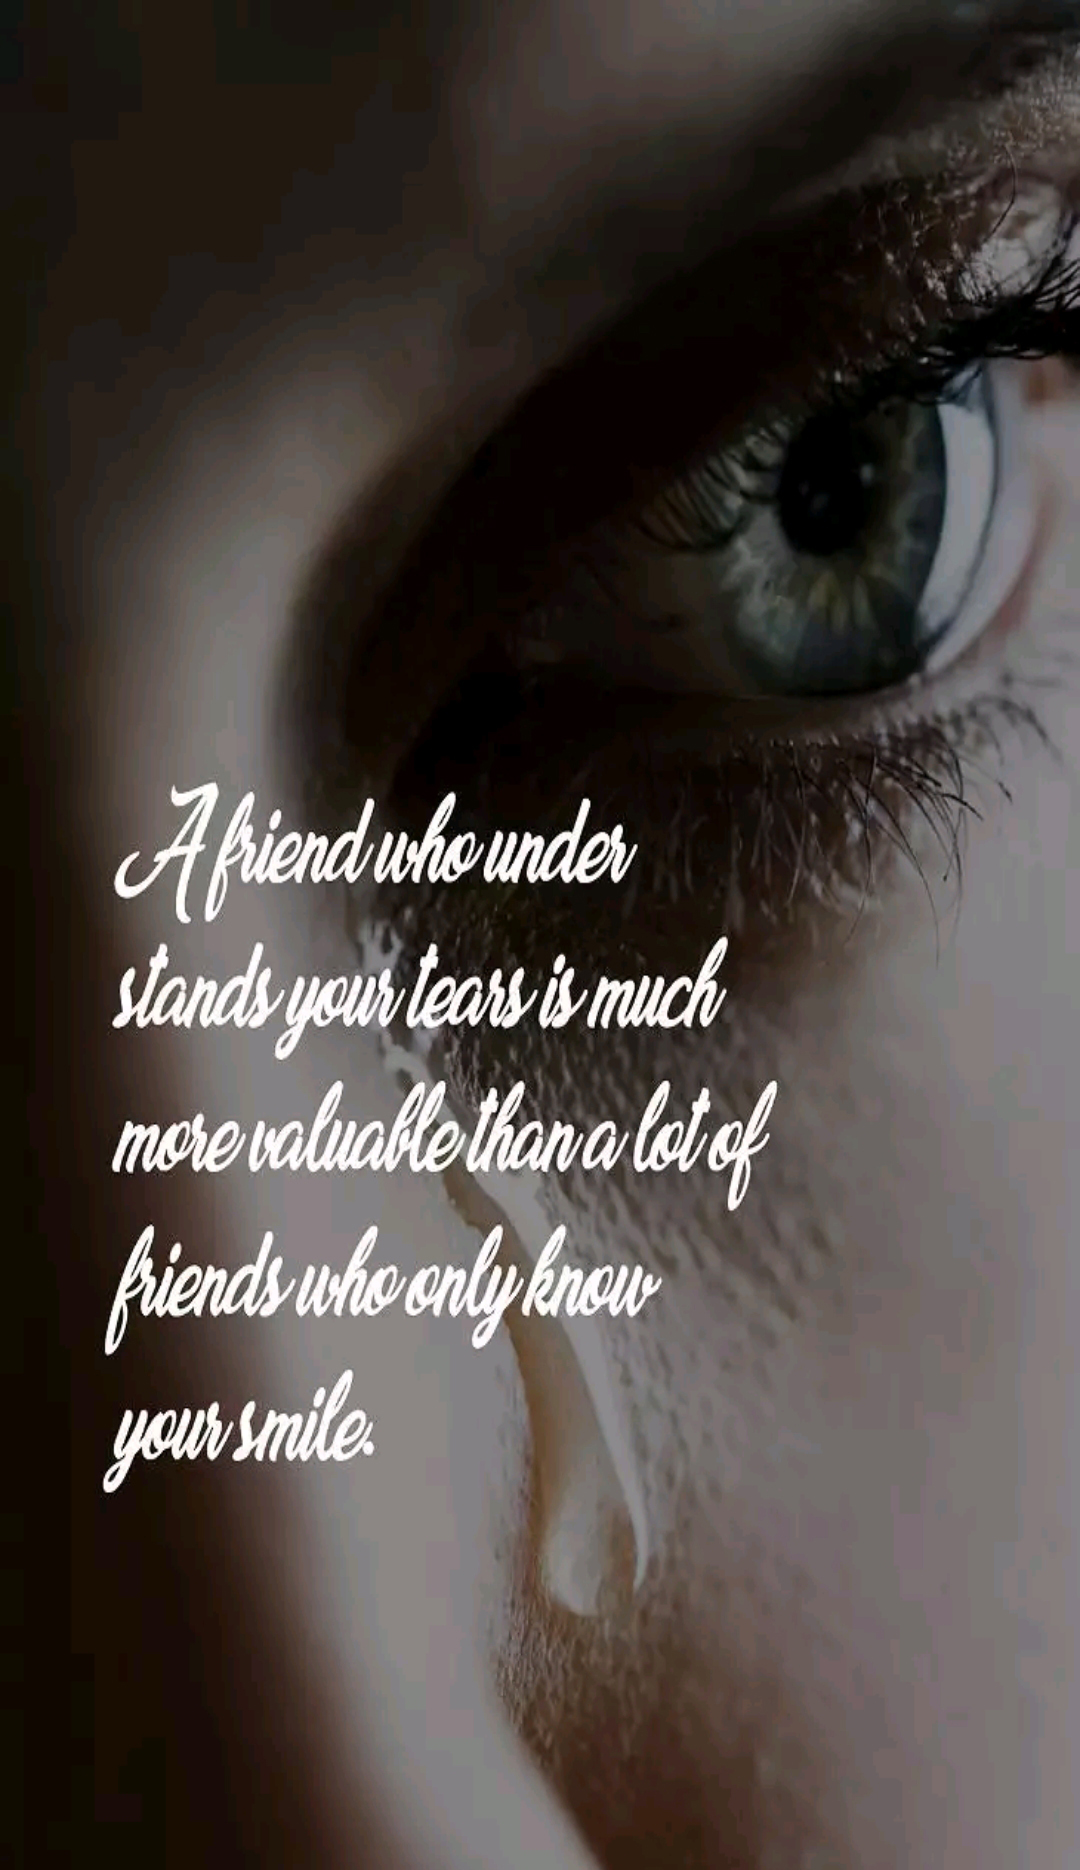 A friend who under
stands your tears is much
more valuable than a lot of
friends who only know
your smile.